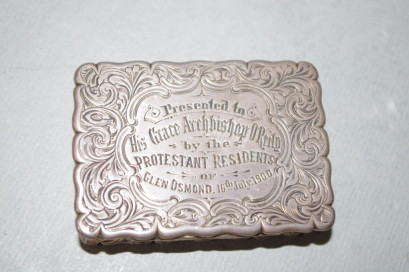 Presented to
His Grace Archbishop O'Reily
by the
PROTESTANT RESIDENTS
OF
GLEN OSMOND, 16th July 1900